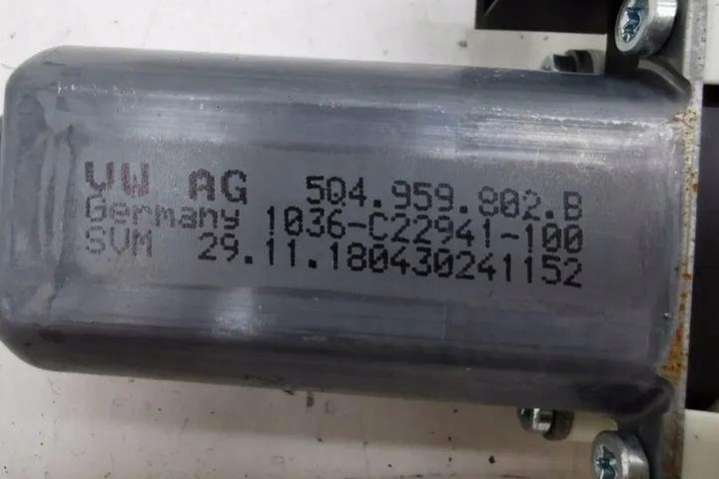 VW AG 5Q4.959.802.B
Germany 1036-C22941-100
SVM 29.11.180430241152